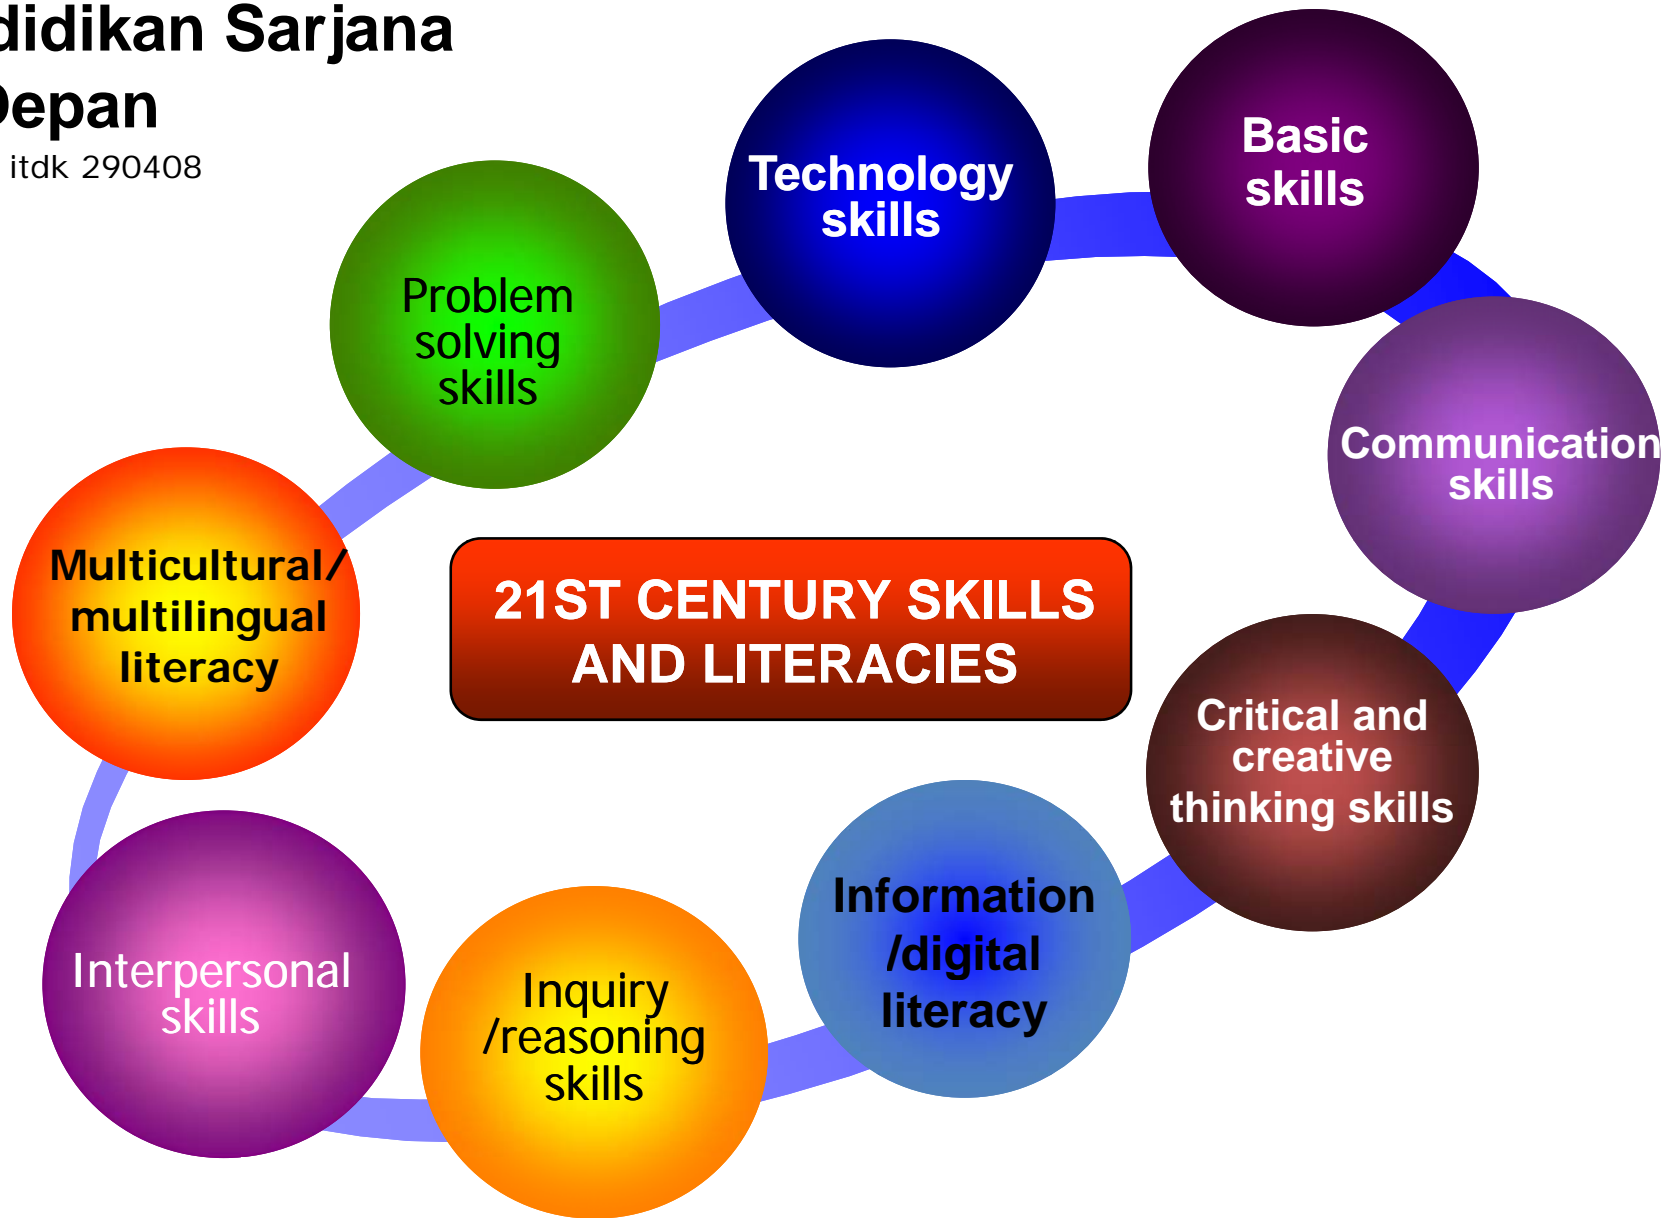 didikan Sarjana
Depan
itdk 290408
Technology
skills
Basic
skills
Problem
solving
skills
Communication
skills
Multicultural/
multilingual
literacy
21ST CENTURY SKILLS
AND LITERACIES
Critical and
creative
thinking skills
Information
/digital
literacy
Interpersonal
skills
Inquiry
/reasoning
skills